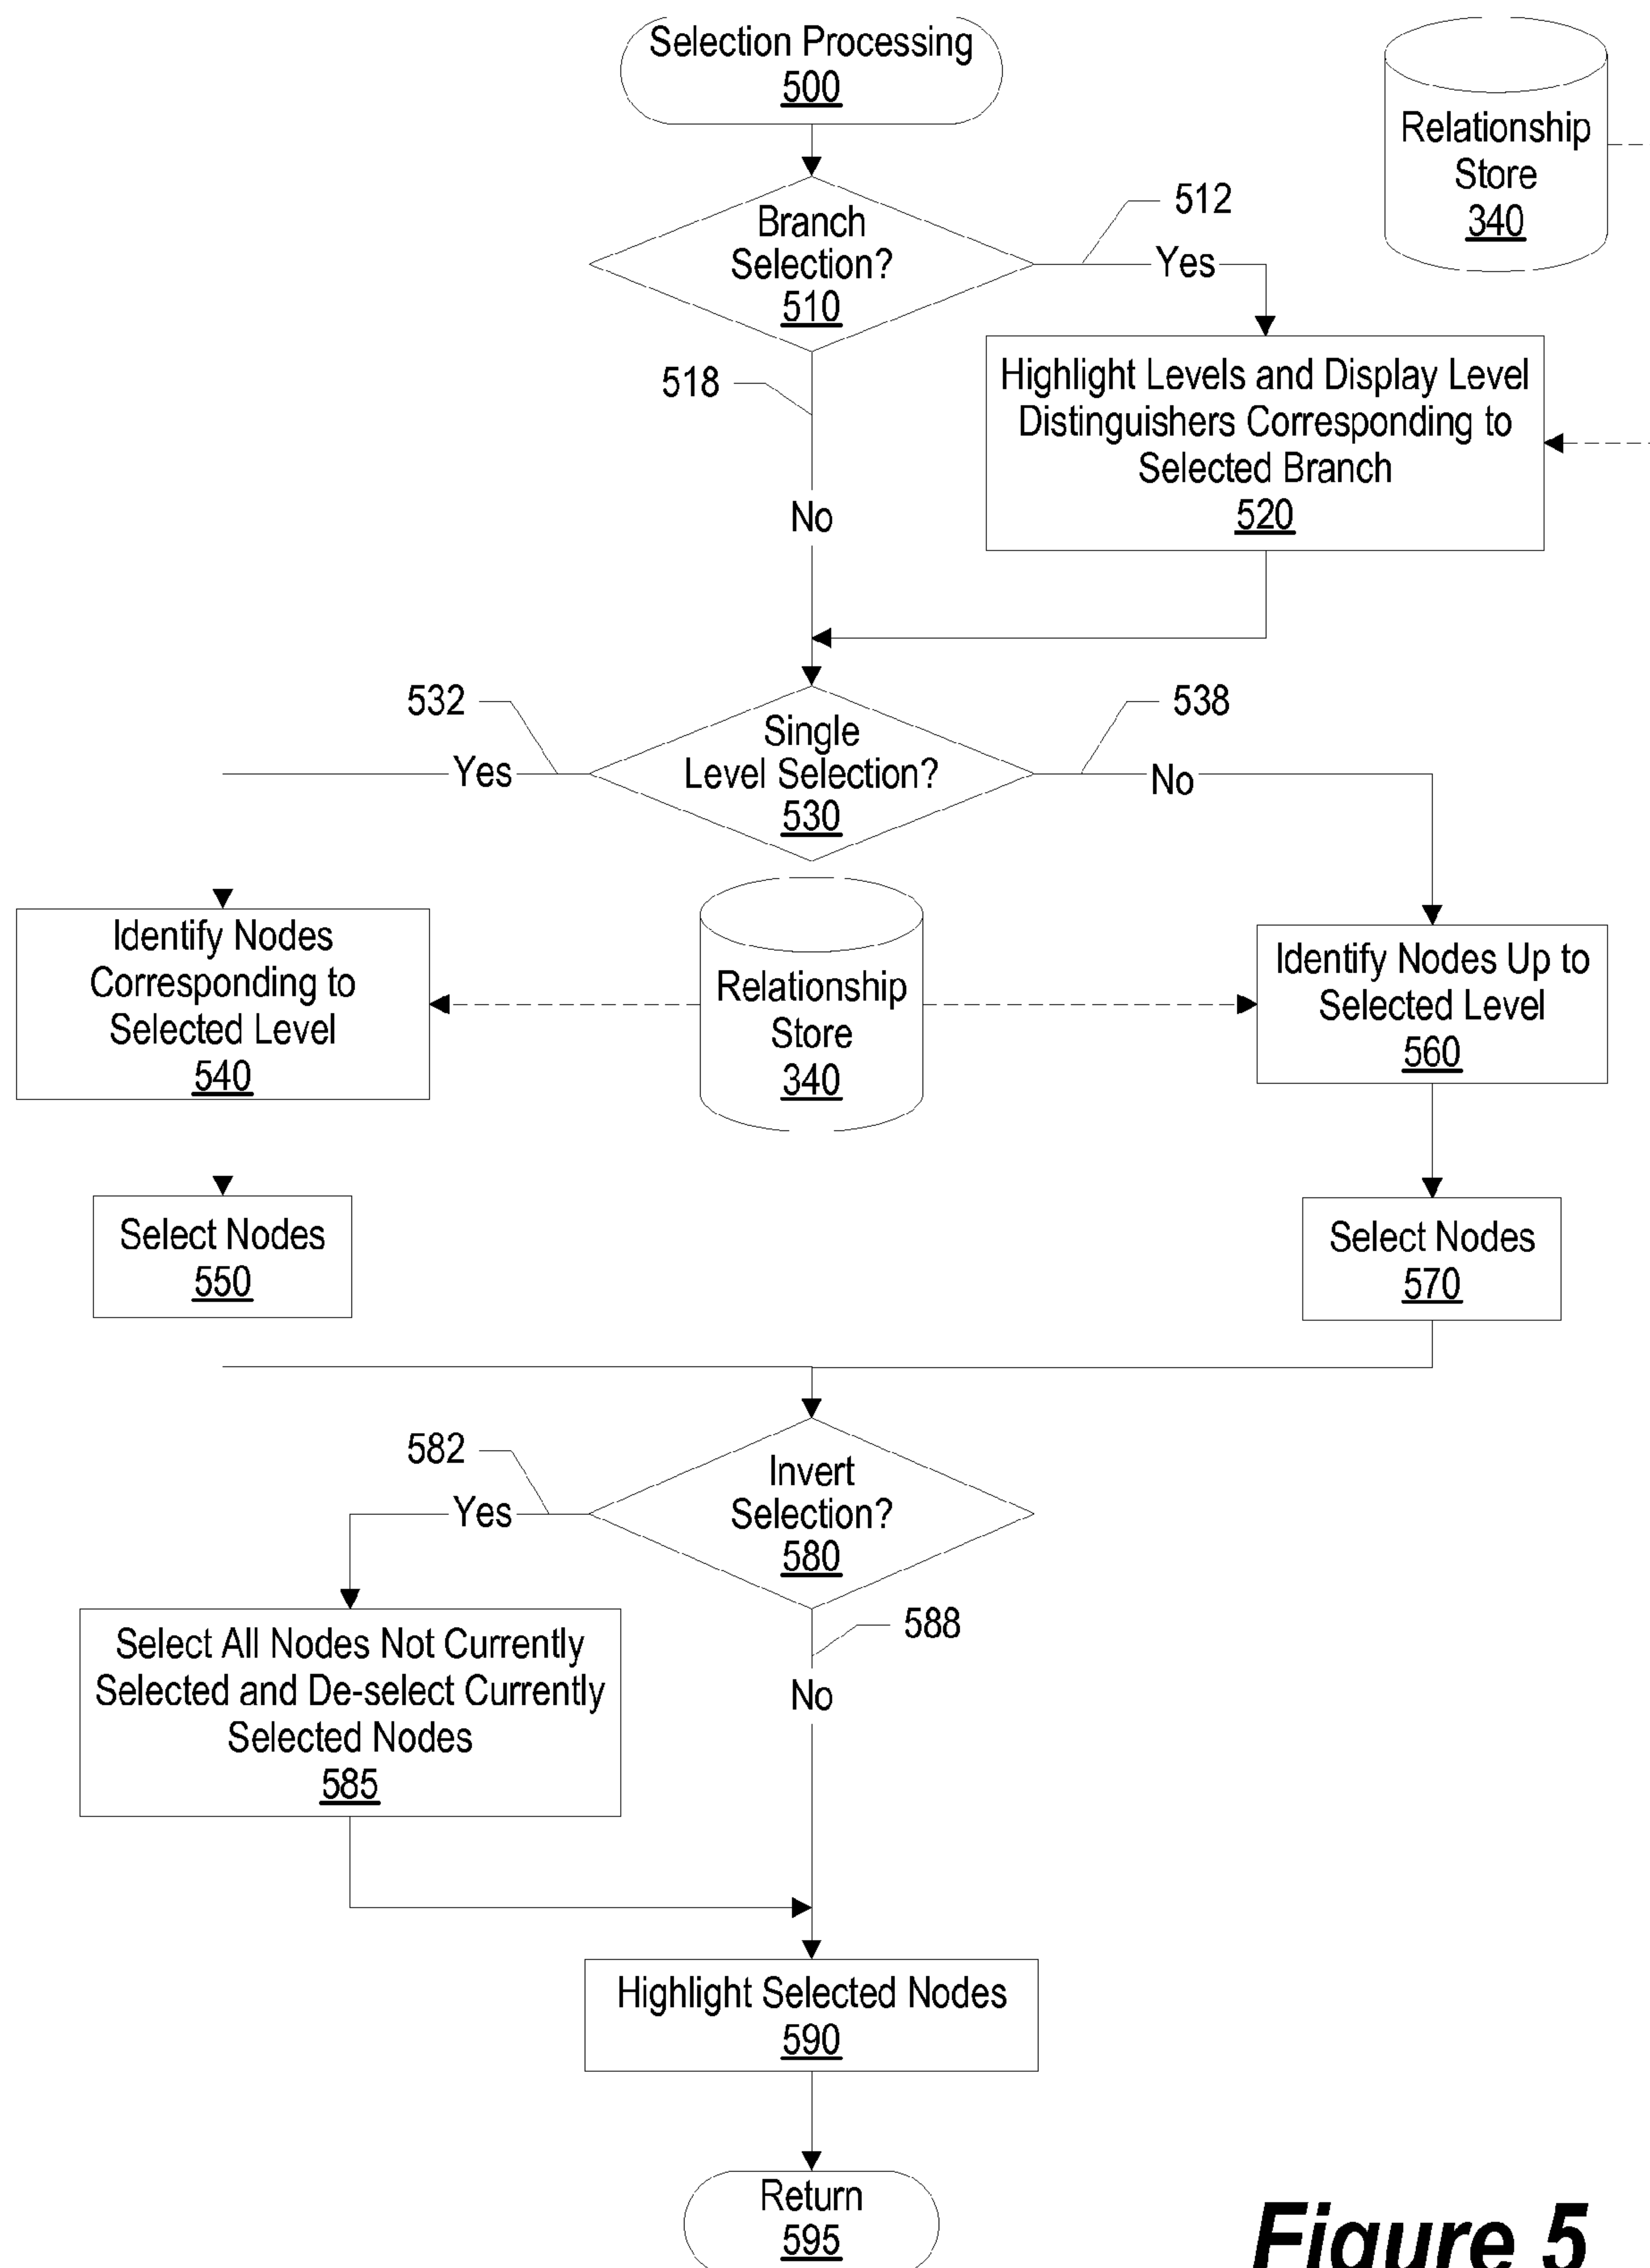 Selection Processing
500
Relationship
Store
340
Branch
Selection?
510
512
Yes
518
No
Highlight Levels and Display Level
Distinguishers Corresponding to
Selected Branch
520
532
Yes
Single
Level Selection?
530
538
No
Identify Nodes
Corresponding to
Selected Level
540
Relationship
Store
340
Identify Nodes Up to
Selected Level
560
Select Nodes
550
Select Nodes
570
582
Yes
Invert
Selection?
580
588
No
Select All Nodes Not Currently
Selected and De-select Currently
Selected Nodes
585
Highlight Selected Nodes
590
Return
595
Figure 5